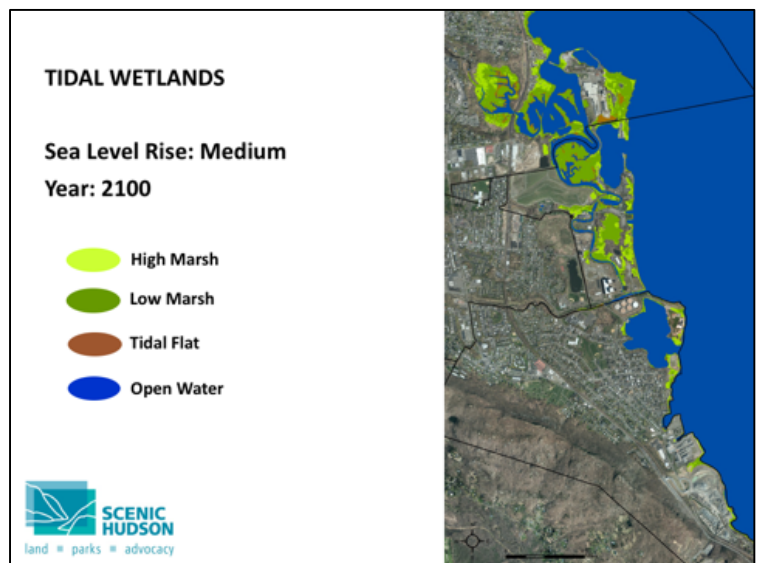 TIDAL WETLANDS
Sea Level Rise: Medium
Year: 2100
High Marsh
Low Marsh
Tidal Flat
Open Water
SCENIC
HUDSON
land ▪ parks ▪ advocacy